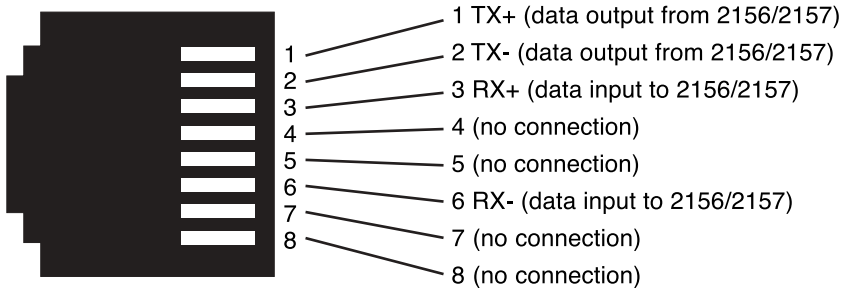 1 1 TX+ (data output from 2156/2157)
2 2 TX- (data output from 2156/2157)
3 3 RX+ (data input to 2156/2157)
4 4 (no connection)
5 5 (no connection)
6 6 RX- (data input to 2156/2157)
7 7 (no connection)
8 8 (no connection)